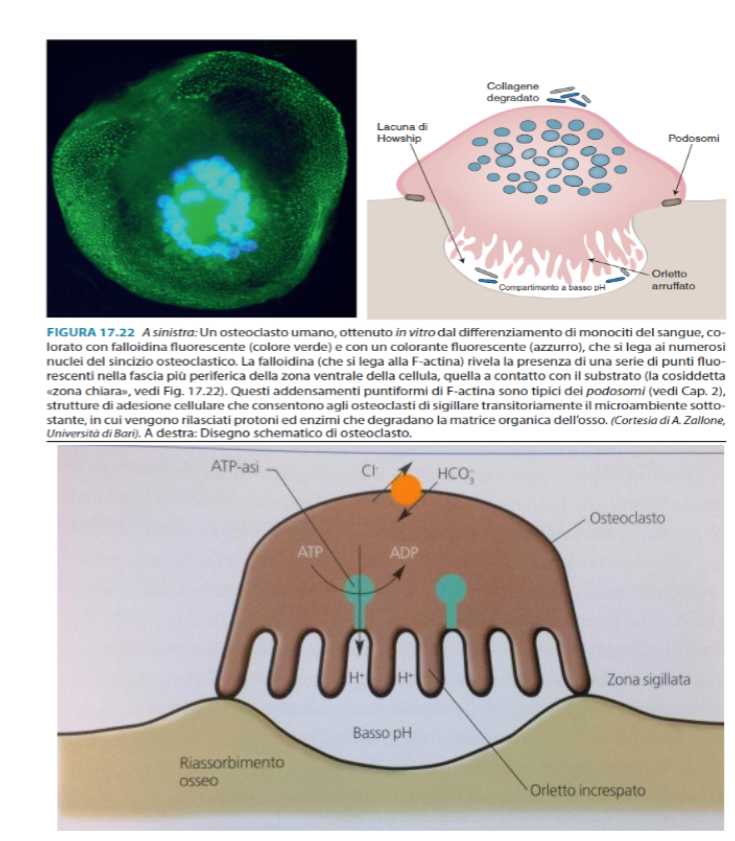 Collagene
degradato
Lacuna di
Howship
Podosomi
Orletto
arruffato
Compartimento a basso pH
FIGURA 17.22 A sinistra: Un osteoclasto umano, ottenuto in vitro dal differenziamento di monociti del sangue, co-
lorato con falloidina fluorescente (colore verde) e con un colorante fluorescente (azzurro), che si lega ai numerosi
nuclei del sincizio osteoclastico. La falloidina (che si lega alla F-actina) rivela la presenza di una serie di punti fluo-
rescenti nella fascia più periferica della zona ventrale della cellula, quella a contatto con il substrato (la cosiddetta
«zona chiara», vedi Fig. 17.22). Questi addensamenti puntiformi di F-actina sono tipici dei podosomi (vedi Cap. 2),
strutture di adesione cellulare che consentono agli osteoclasti di sigillare transitoriamente il microambiente sotto-
stante, in cui vengono rilasciati protoni ed enzimi che degradano la matrice organica dell'osso. (Cortesia di A. Zallone,
Università di Bari). A destra: Disegno schematico di osteoclasto.
ATP-asi
Cl⁻
HCO₃⁻
Osteoclasto
ATP
ADP
H⁺
H⁺
Zona sigillata
Basso pH
Riassorbimento
osseo
Orletto increspato